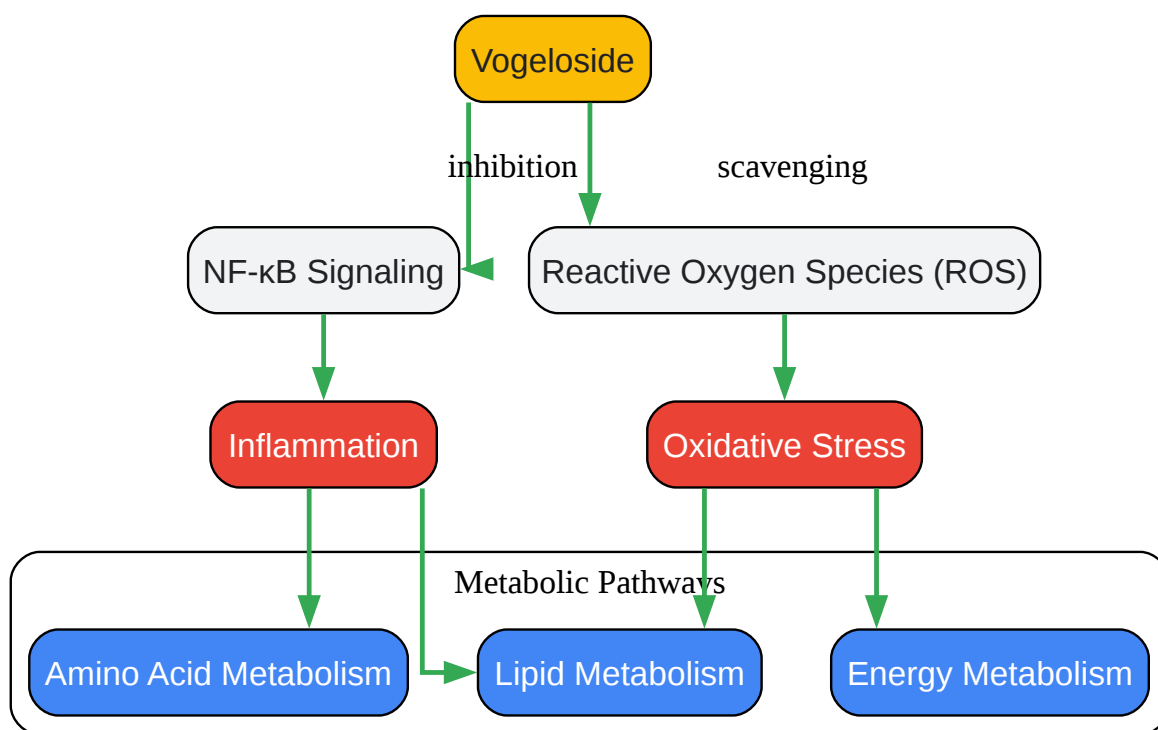 Vogeloside
inhibition
scavenging
NF-κB Signaling
Reactive Oxygen Species (ROS)
Inflammation
Oxidative Stress
Metabolic Pathways
Amino Acid Metabolism
Lipid Metabolism
Energy Metabolism